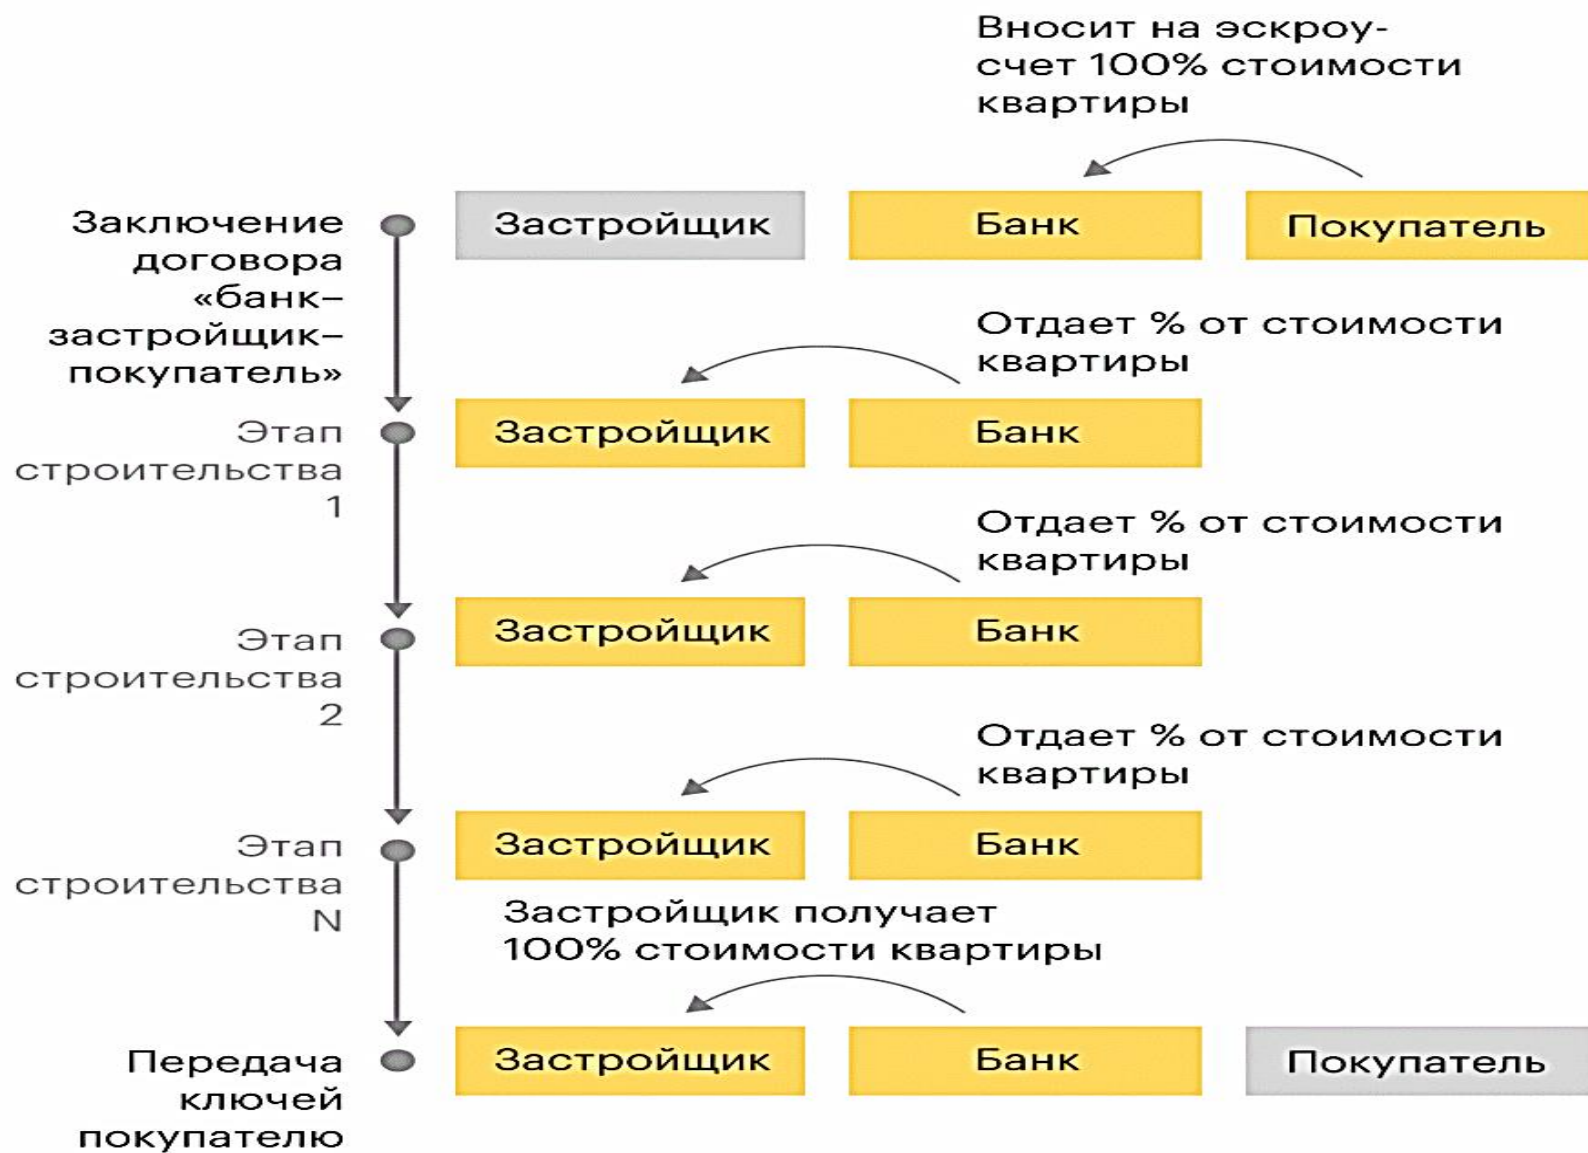 Вносит на эскроу-
счет 100% стоимости
квартиры
Заключение
договора
«банк–
застройщик–
покупатель»
Застройщик
Банк
Покупатель
Отдает % от стоимости
квартиры
Этап
строительства
1
Застройщик
Банк
Отдает % от стоимости
квартиры
Этап
строительства
2
Застройщик
Банк
Отдает % от стоимости
квартиры
Этап
строительства
N
Застройщик
Банк
Застройщик получает
100% стоимости квартиры
Передача
ключей
покупателю
Застройщик
Банк
Покупатель